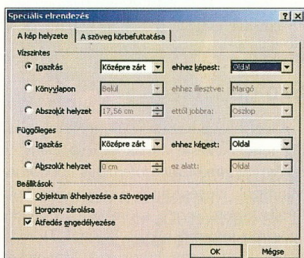 Speciális elrendezés
A kép helyzete A szöveg körbefuttatása
Vízszintes
Igazítás Középre zárt ehhez képest: Oldal
Könyvlapon Belül ehhez illesztve: Margó
Abszolút helyzet 17,56 cm ettől jobbra: Oszlop
Függőleges
Igazítás Középre zárt ehhez képest: Oldal
Abszolút helyzet 0 cm ez alatt: Oldal
Beállítások
Objektum áthelyezése a szöveggel
Horgony zárolása
Átfedés engedélyezése
OK Mégse